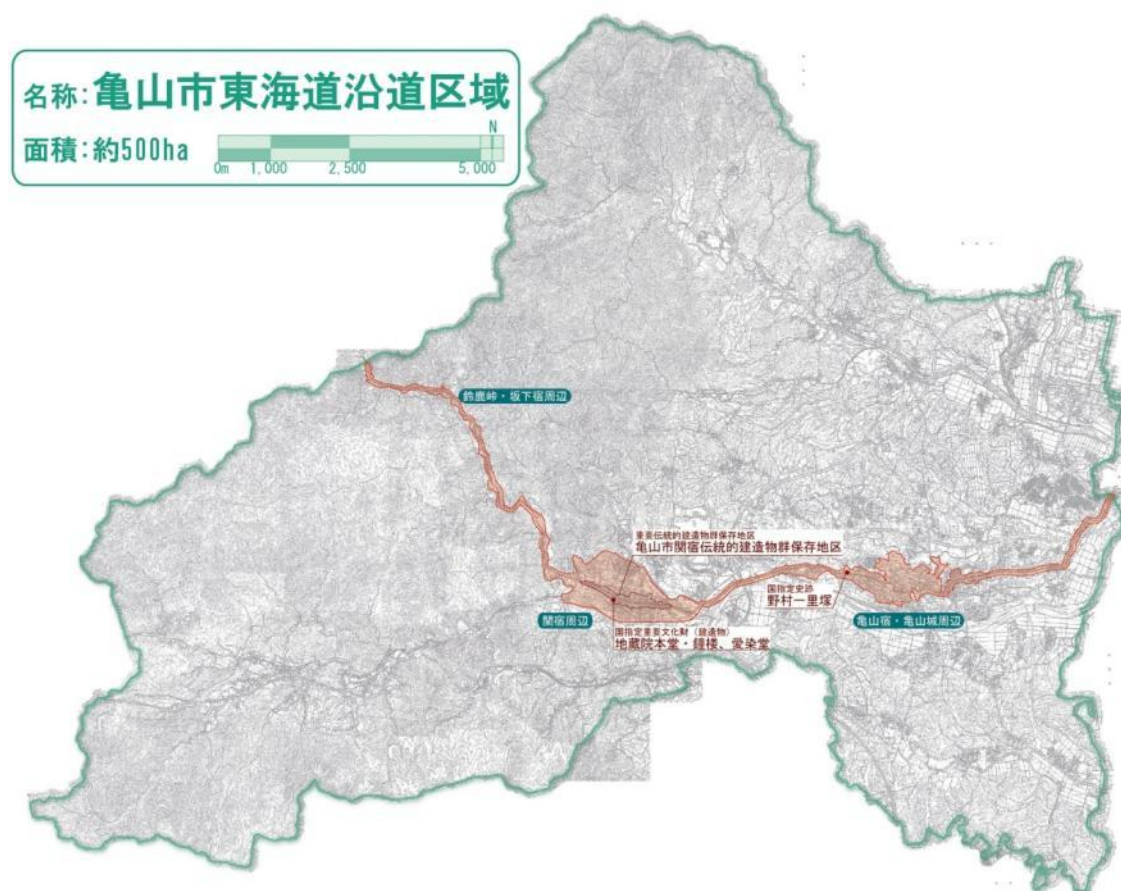 名称:亀山市東海道沿道区域
面積:約500ha
N
0m 1,000 2,500 5,000
鈴鹿峠・坂下宿周辺
重要伝統的建造物群保存地区
亀山市関宿伝統的建造物群保存地区
国指定史跡
野村一里塚
関宿周辺
亀山宿・亀山城周辺
国指定重要文化財（建造物）
地蔵院本堂・鐘楼、愛染堂